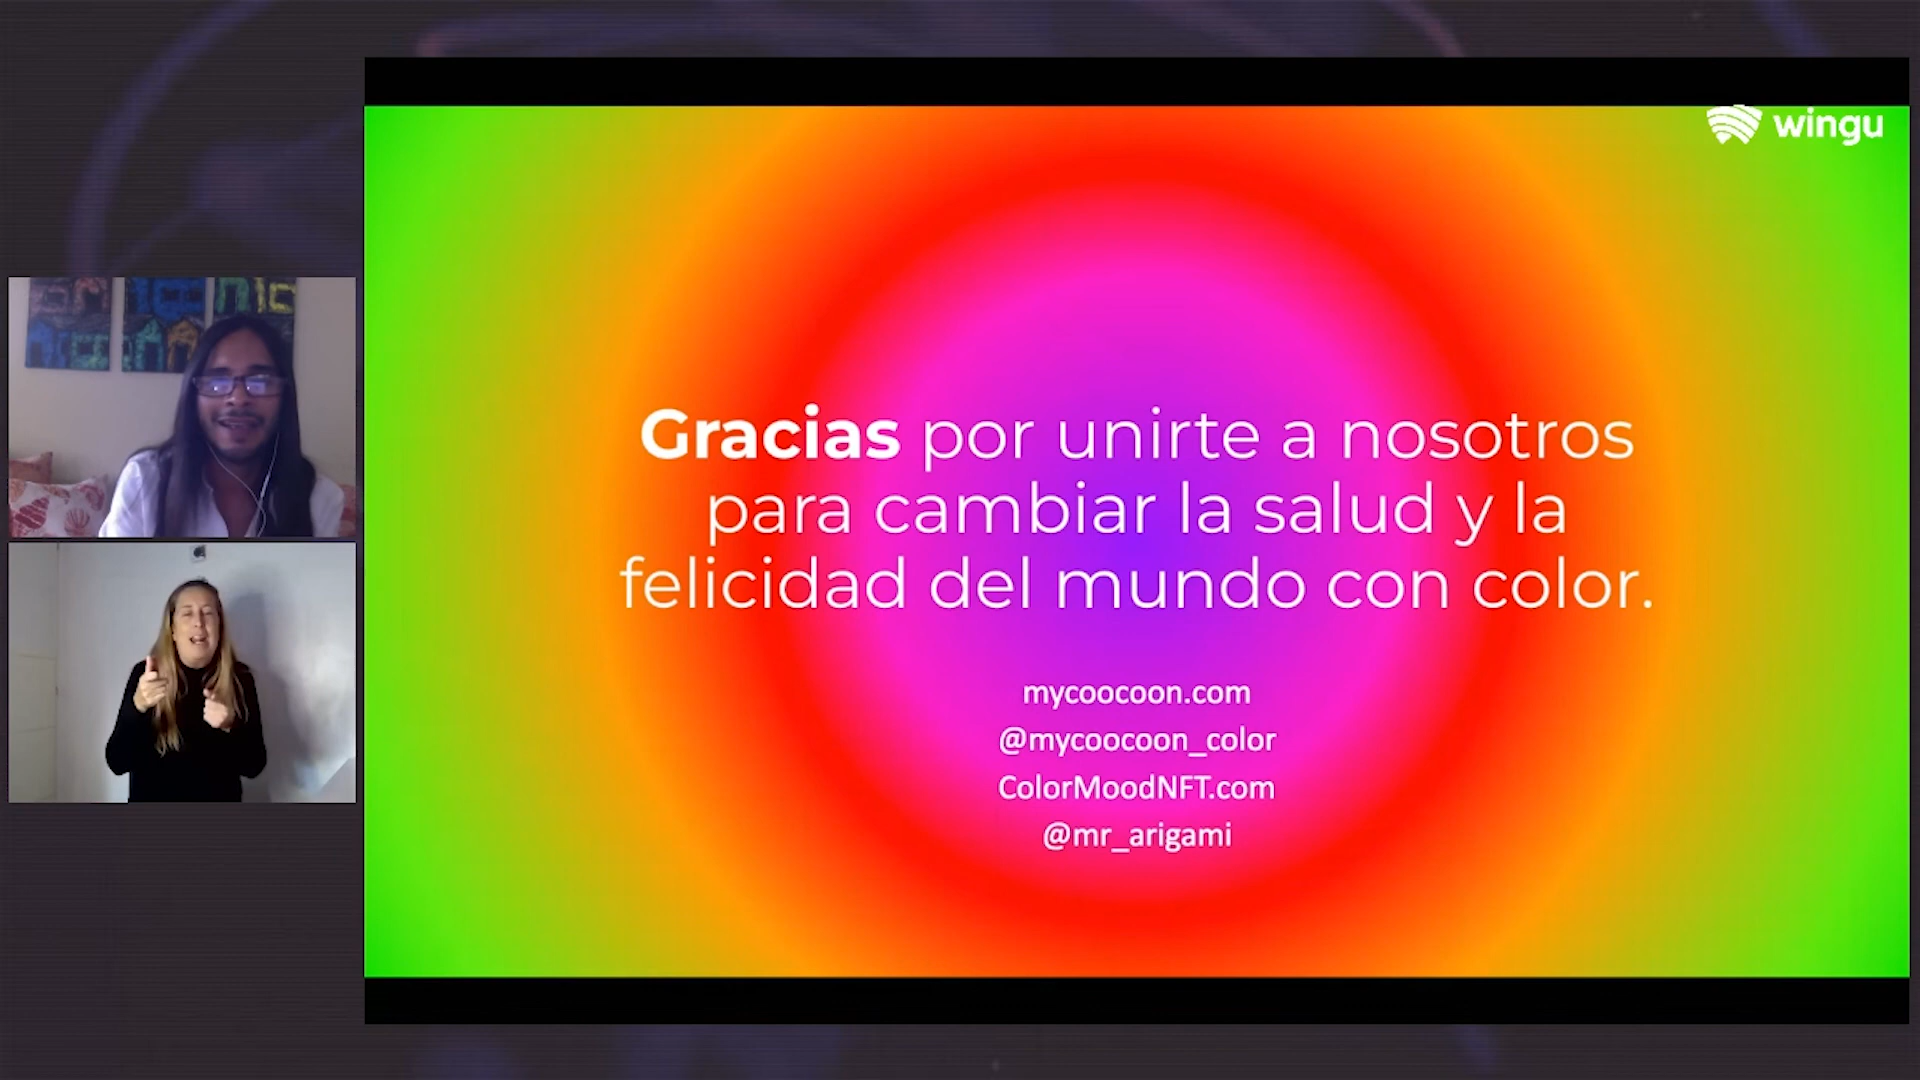 wingu
Gracias por unirte a nosotros
para cambiar la salud y la
felicidad del mundo con color.
mycoocoon.com
@mycoocoon_color
ColorMoodNFT.com
@mr_arigami